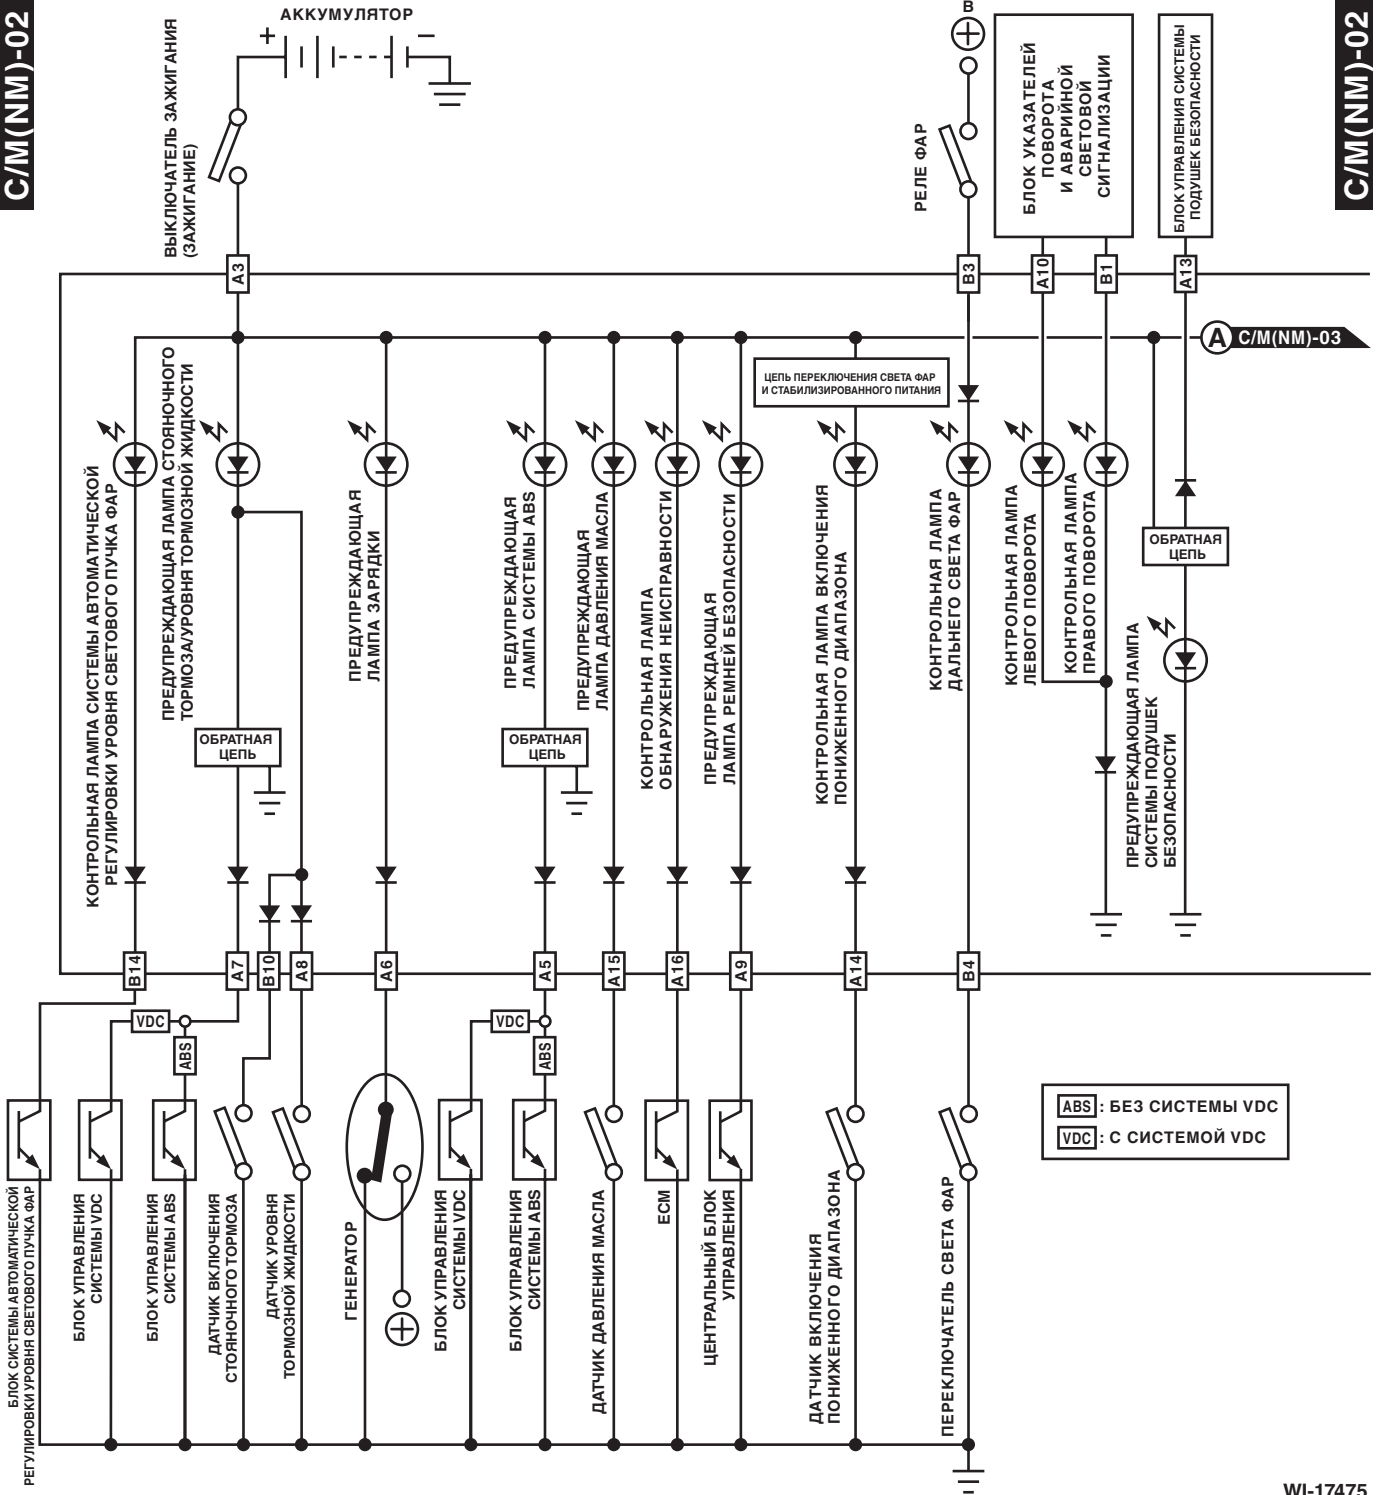 C/M(NM)-02
АККУМУЛЯТОР
+
−
ВЫКЛЮЧАТЕЛЬ ЗАЖИГАНИЯ
(ЗАЖИГАНИЕ)
B
РЕЛЕ ФАР
БЛОК УКАЗАТЕЛЕЙ
ПОВОРОТА
И АВАРИЙНОЙ
СВЕТОВОЙ
СИГНАЛИЗАЦИИ
БЛОК УПРАВЛЕНИЯ СИСТЕМЫ
ПОДУШЕК БЕЗОПАСНОСТИ
C/M(NM)-02
A3
B3
A10
B1
A13
A
C/M(NM)-03
ЦЕПЬ ПЕРЕКЛЮЧЕНИЯ СВЕТА ФАР
И СТАБИЛИЗИРОВАННОГО ПИТАНИЯ
КОНТРОЛЬНАЯ ЛАМПА СИСТЕМЫ АВТОМАТИЧЕСКОЙ
РЕГУЛИРОВКИ УРОВНЯ СВЕТОВОГО ПУЧКА ФАР
ПРЕДУПРЕЖДАЮЩАЯ ЛАМПА СТОЯНОЧНОГО
ТОРМОЗА/УРОВНЯ ТОРМОЗНОЙ ЖИДКОСТИ
ПРЕДУПРЕЖДАЮЩАЯ
ЛАМПА ЗАРЯДКИ
ПРЕДУПРЕЖДАЮЩАЯ
ЛАМПА СИСТЕМЫ ABS
ПРЕДУПРЕЖДАЮЩАЯ
ЛАМПА ДАВЛЕНИЯ МАСЛА
КОНТРОЛЬНАЯ ЛАМПА
ОБНАРУЖЕНИЯ НЕИСПРАВНОСТИ
ПРЕДУПРЕЖДАЮЩАЯ
ЛАМПА РЕМНЕЙ БЕЗОПАСНОСТИ
КОНТРОЛЬНАЯ ЛАМПА ВКЛЮЧЕНИЯ
ПОНИЖЕННОГО ДИАПАЗОНА
КОНТРОЛЬНАЯ ЛАМПА
ДАЛЬНЕГО СВЕТА ФАР
КОНТРОЛЬНАЯ ЛАМПА
ЛЕВОГО ПОВОРОТА
КОНТРОЛЬНАЯ ЛАМПА
ПРАВОГО ПОВОРОТА
ОБРАТНАЯ
ЦЕПЬ
ПРЕДУПРЕЖДАЮЩАЯ ЛАМПА
СИСТЕМЫ ПОДУШЕК
БЕЗОПАСНОСТИ
ОБРАТНАЯ
ЦЕПЬ
ОБРАТНАЯ
ЦЕПЬ
B14
A7
B10
A8
A6
A5
A15
A16
A9
A14
B4
VDC
ABS
VDC
ABS
ABS : БЕЗ СИСТЕМЫ VDC
VDC : С СИСТЕМОЙ VDC
БЛОК СИСТЕМЫ АВТОМАТИЧЕСКОЙ
РЕГУЛИРОВКИ УРОВНЯ СВЕТОВОГО ПУЧКА ФАР
БЛОК УПРАВЛЕНИЯ
СИСТЕМЫ VDC
БЛОК УПРАВЛЕНИЯ
СИСТЕМЫ ABS
ДАТЧИК ВКЛЮЧЕНИЯ
СТОЯНОЧНОГО ТОРМОЗА
ДАТЧИК УРОВНЯ
ТОРМОЗНОЙ ЖИДКОСТИ
ГЕНЕРАТОР
БЛОК УПРАВЛЕНИЯ
СИСТЕМЫ VDC
БЛОК УПРАВЛЕНИЯ
СИСТЕМЫ ABS
ДАТЧИК ДАВЛЕНИЯ МАСЛА
ECM
ЦЕНТРАЛЬНЫЙ БЛОК
УПРАВЛЕНИЯ
ДАТЧИК ВКЛЮЧЕНИЯ
ПОНИЖЕННОГО ДИАПАЗОНА
ПЕРЕКЛЮЧАТЕЛЬ СВЕТА ФАР
WI-17475